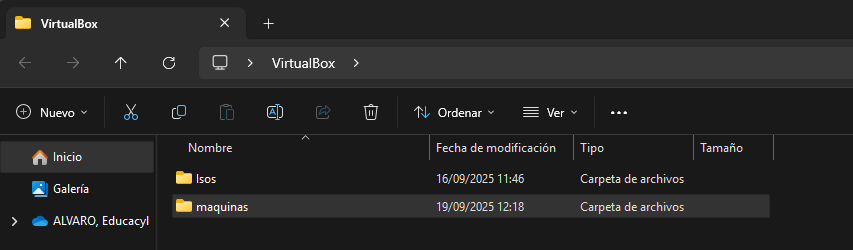 VirtualBox
VirtualBox
Nuevo Ordenar Ver
Inicio
Galería
ALVARO, Educacyl
Nombre Fecha de modificación Tipo Tamaño
Isos 16/09/2025 11:46 Carpeta de archivos
maquinas 19/09/2025 12:18 Carpeta de archivos